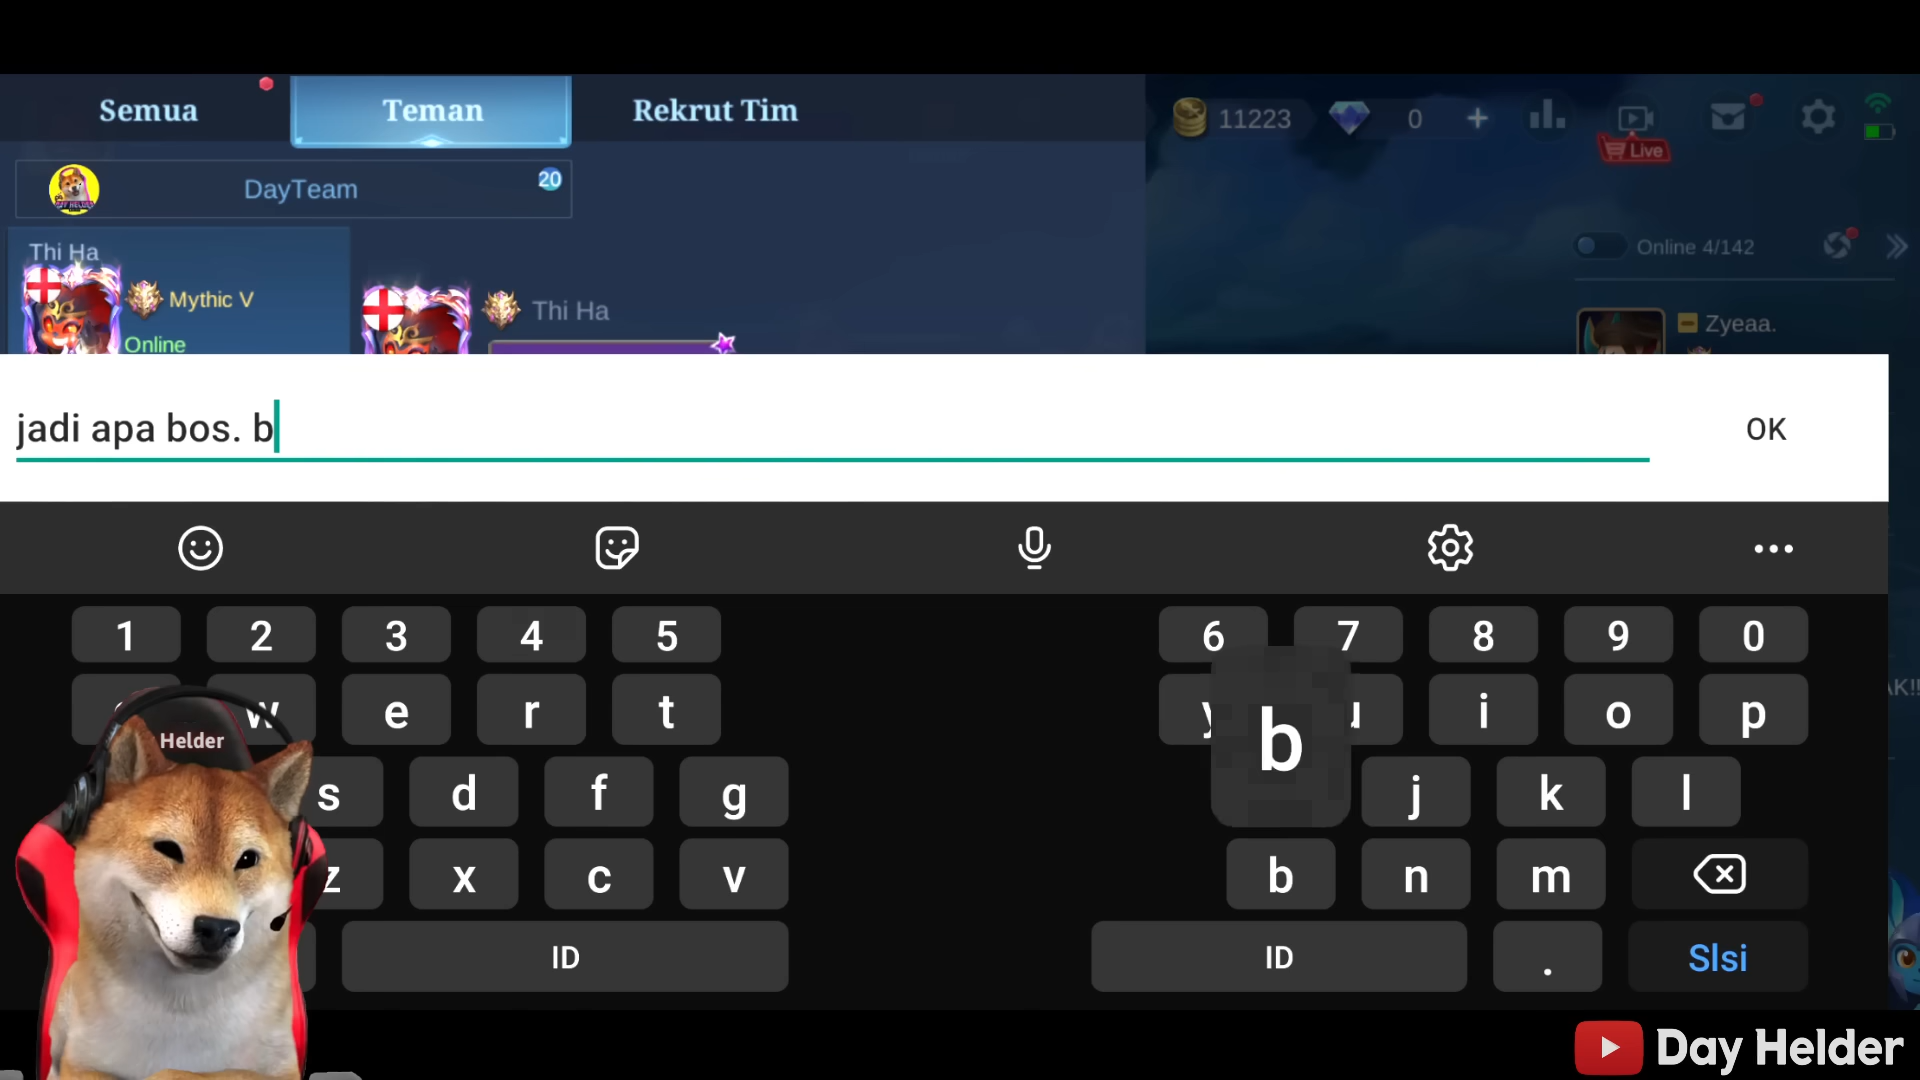 Semua
Teman
Rekrut Tim
11223
0
Live
DayTeam
20
Online 4/142
Thi Ha
Mythic V
Online
Thi Ha
Zyeaa.
jadi apa bos. b
OK
1 2 3 4 5 6 7 8 9 0
w e r t y u i o p
b
s d f g j k l
z x c v b n m
ID ID . Slsi
Helder
Day Helder